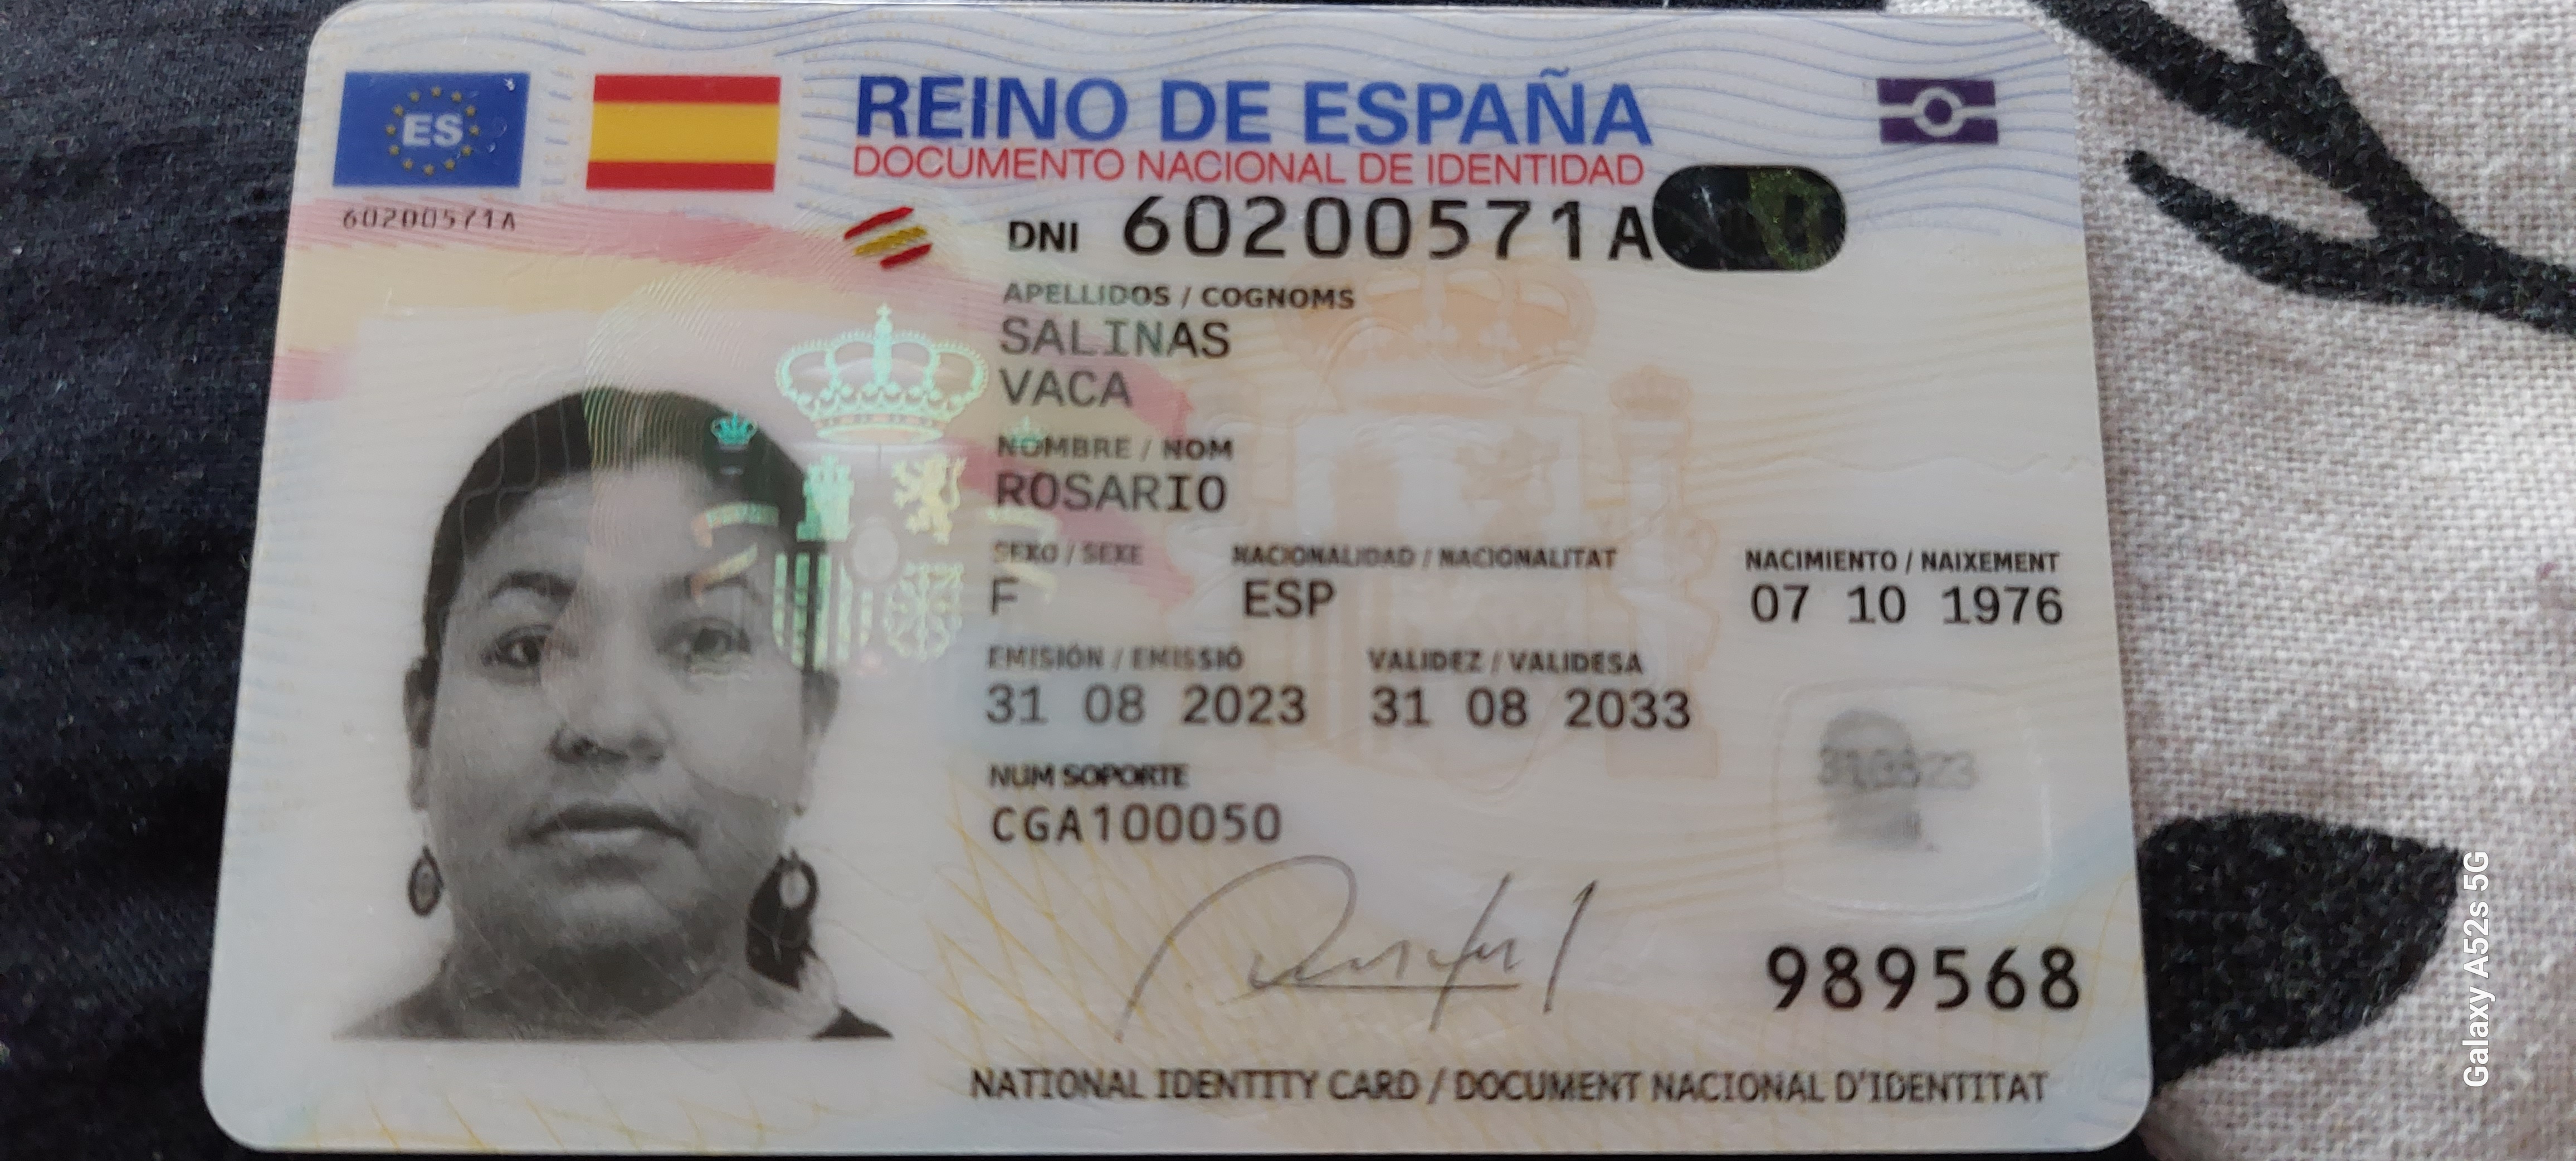 ES
REINO DE ESPAÑA
DOCUMENTO NACIONAL DE IDENTIDAD
60200571A
DNI 60200571A
APELLIDOS / COGNOMS
SALINAS
VACA
NOMBRE / NOM
ROSARIO
SEXO / SEXE NACIONALIDAD / NACIONALITAT NACIMIENTO / NAIXEMENT
F ESP 07 10 1976
EMISIÓN / EMISSIÓ VALIDEZ / VALIDESA
31 08 2023 31 08 2033
NUM SOPORTE
CGA100050
989568
NATIONAL IDENTITY CARD / DOCUMENT NACIONAL D'IDENTITAT
Galaxy A52s 5G